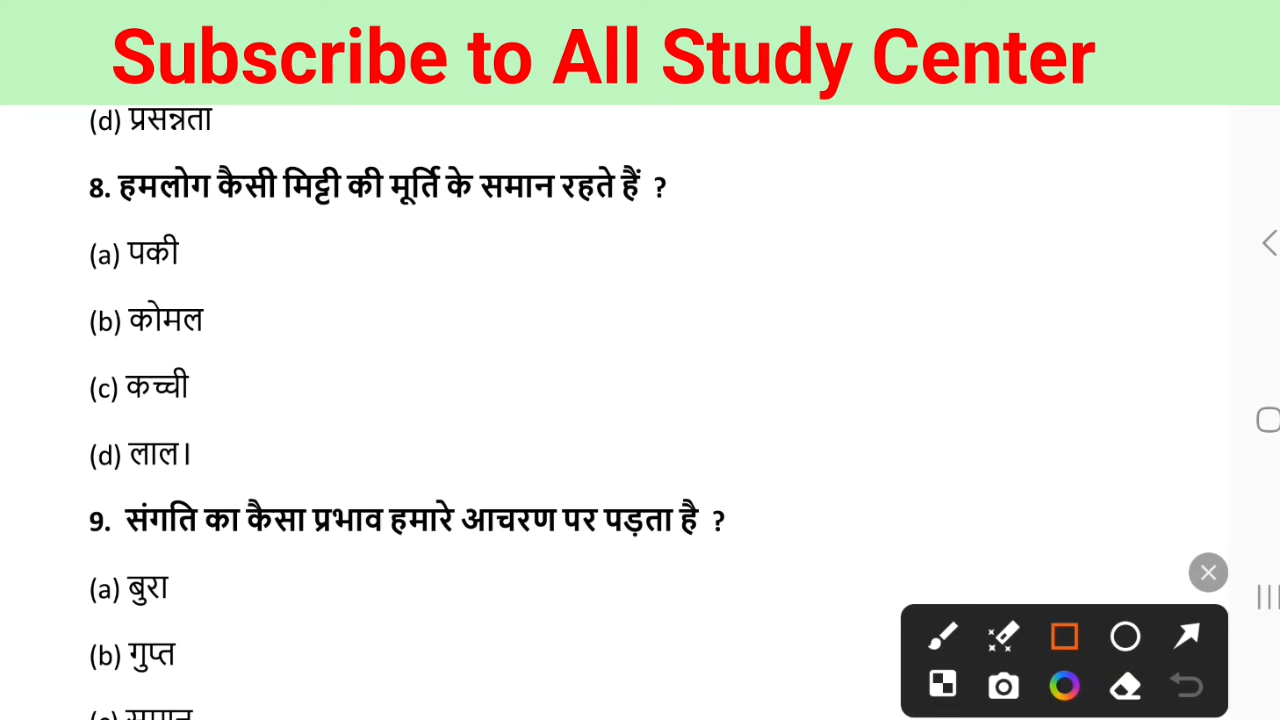 Subscribe to All Study Center
(d) प्रसन्नता
8. हमलोग कैसी मिट्टी की मूर्ति के समान रहते हैं ?
(a) पकी
(b) कोमल
(c) कच्ची
(d) लाल।
9. संगति का कैसा प्रभाव हमारे आचरण पर पड़ता है ?
(a) बुरा
(b) गुप्त